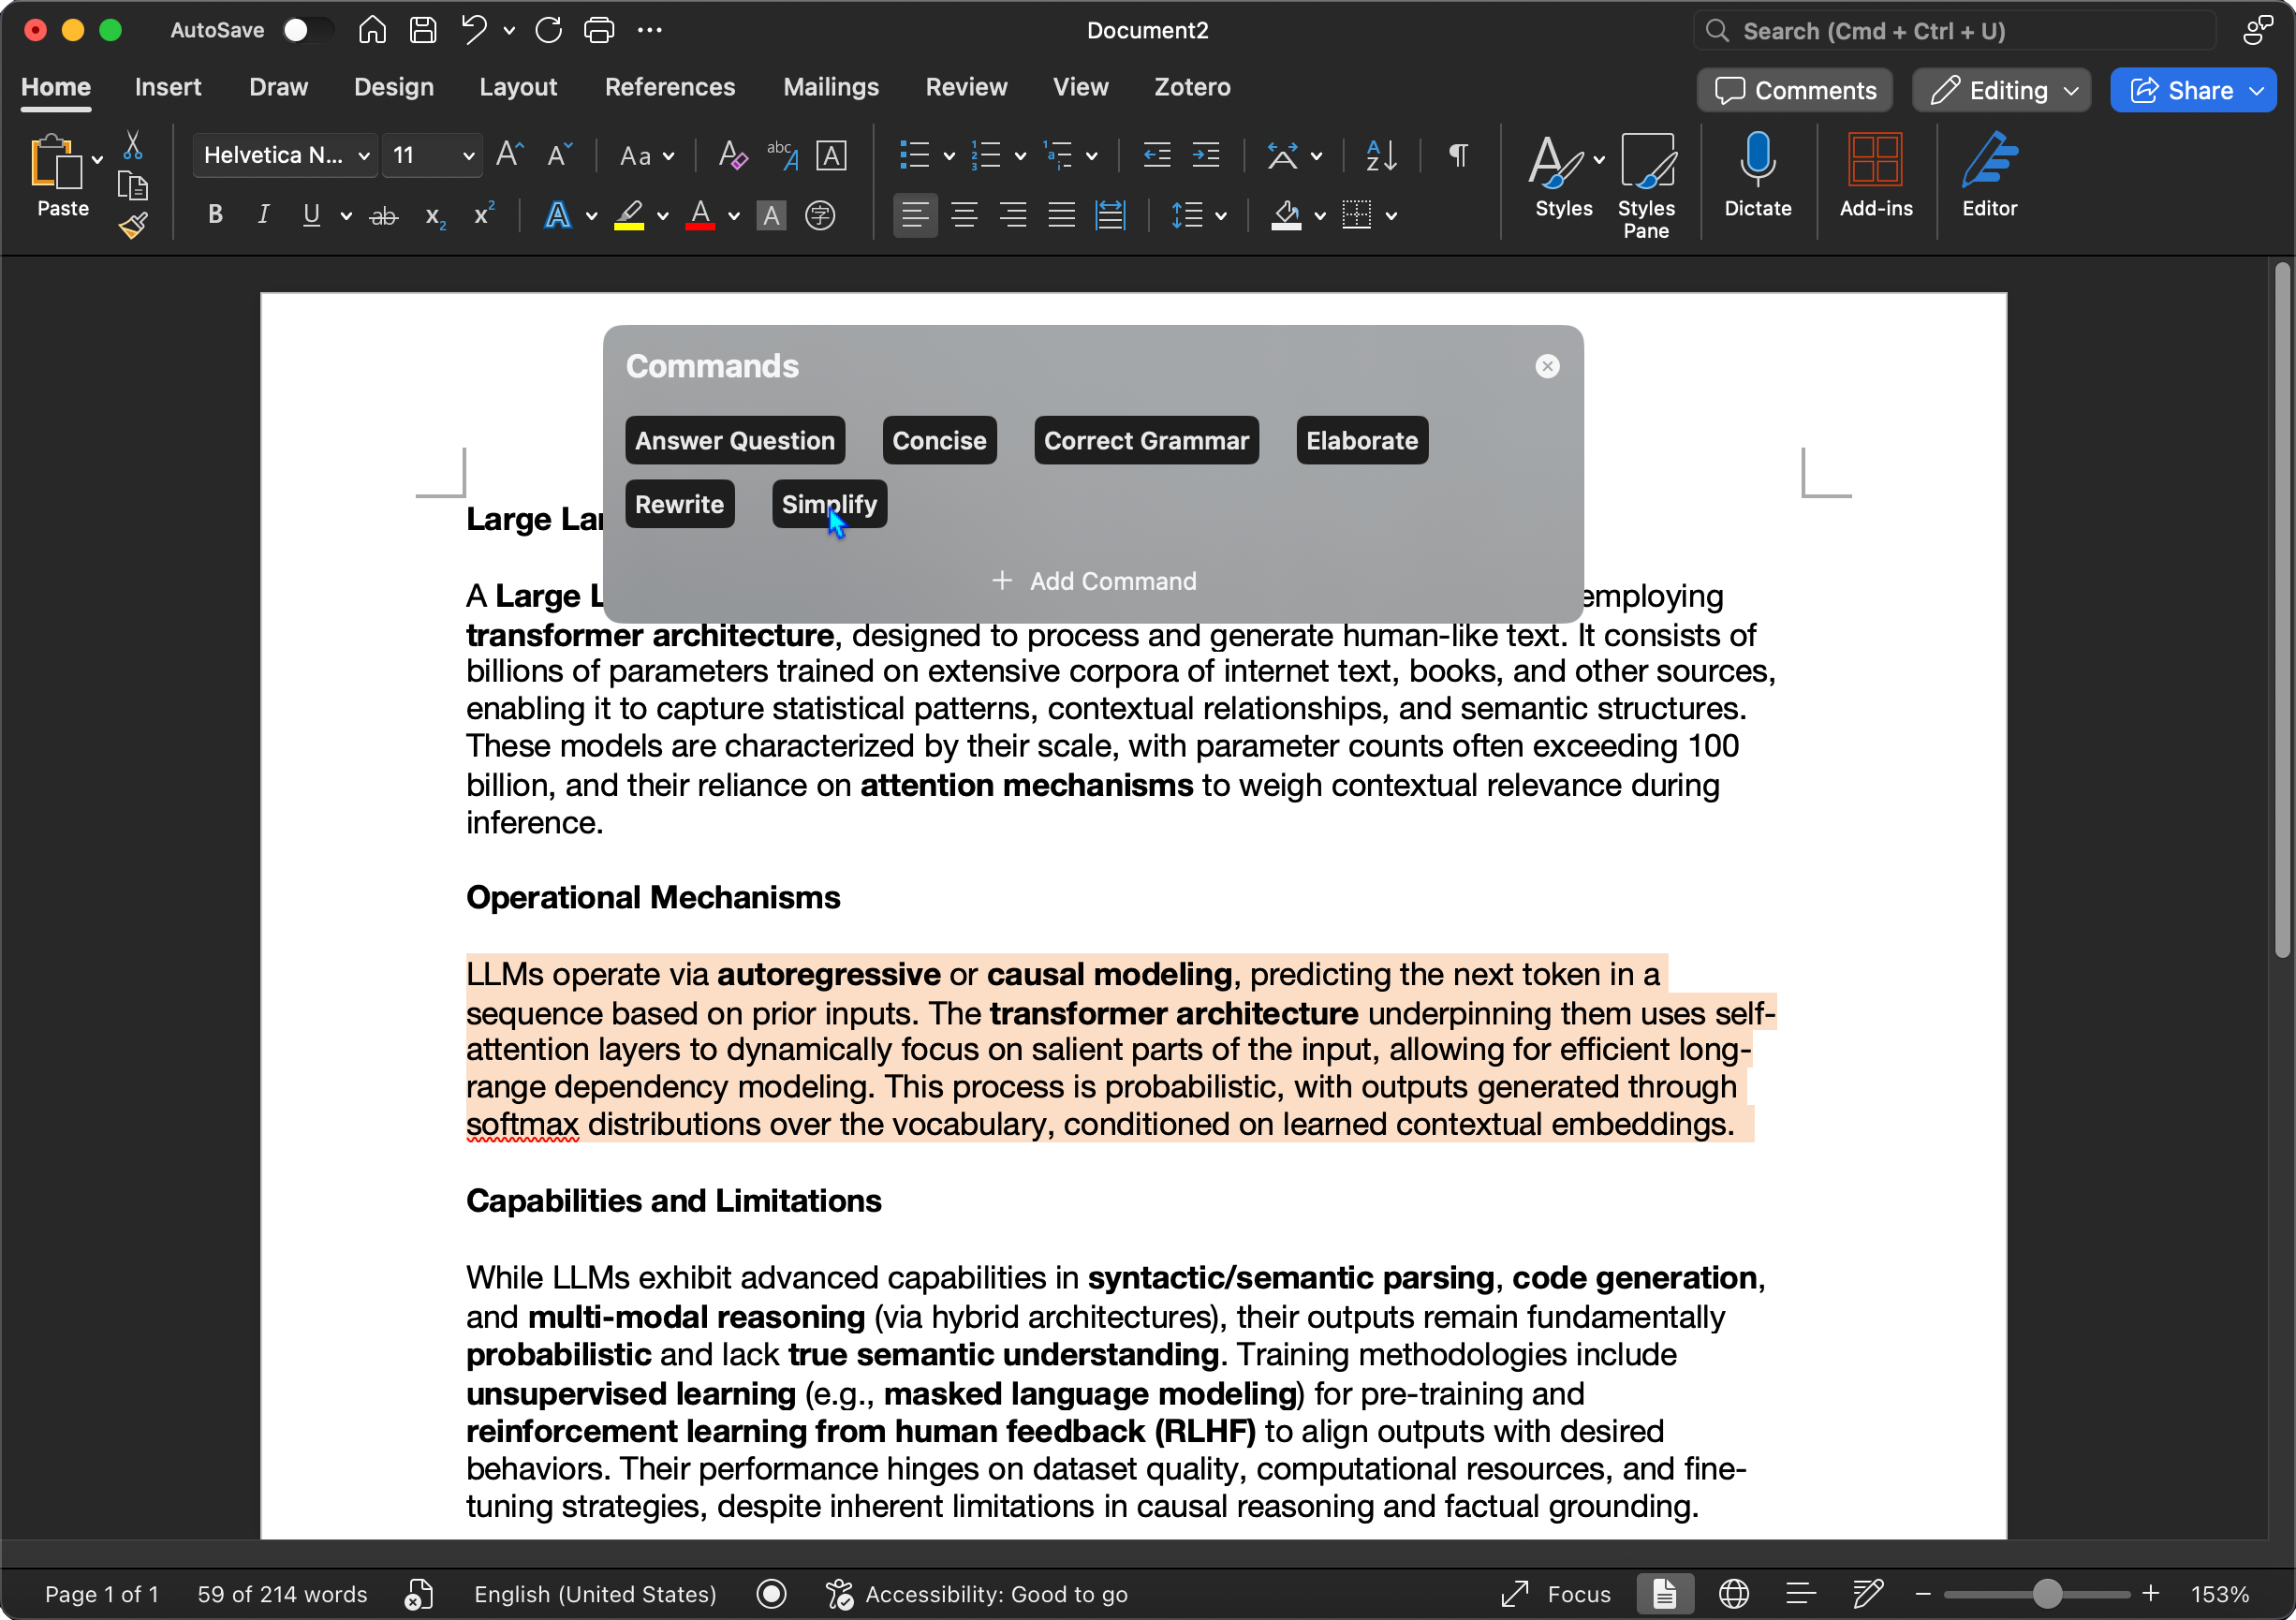 AutoSave
Document2
Search (Cmd + Ctrl + U)
Home Insert Draw Design Layout References Mailings Review View Zotero
Comments Editing Share
Paste
Helvetica N... 11
Styles
Styles Pane
Dictate
Add-ins
Editor
Commands
Answer Question Concise Correct Grammar Elaborate
Rewrite Simplify
+ Add Command
Large
A Large employing
transformer architecture, designed to process and generate human-like text. It consists of
billions of parameters trained on extensive corpora of internet text, books, and other sources,
enabling it to capture statistical patterns, contextual relationships, and semantic structures.
These models are characterized by their scale, with parameter counts often exceeding 100
billion, and their reliance on attention mechanisms to weigh contextual relevance during
inference.
Operational Mechanisms
LLMs operate via autoregressive or causal modeling, predicting the next token in a
sequence based on prior inputs. The transformer architecture underpinning them uses self-
attention layers to dynamically focus on salient parts of the input, allowing for efficient long-
range dependency modeling. This process is probabilistic, with outputs generated through
softmax distributions over the vocabulary, conditioned on learned contextual embeddings.
Capabilities and Limitations
While LLMs exhibit advanced capabilities in syntactic/semantic parsing, code generation,
and multi-modal reasoning (via hybrid architectures), their outputs remain fundamentally
probabilistic and lack true semantic understanding. Training methodologies include
unsupervised learning (e.g., masked language modeling) for pre-training and
reinforcement learning from human feedback (RLHF) to align outputs with desired
behaviors. Their performance hinges on dataset quality, computational resources, and fine-
tuning strategies, despite inherent limitations in causal reasoning and factual grounding.
Page 1 of 1 59 of 214 words English (United States) Accessibility: Good to go Focus 153%